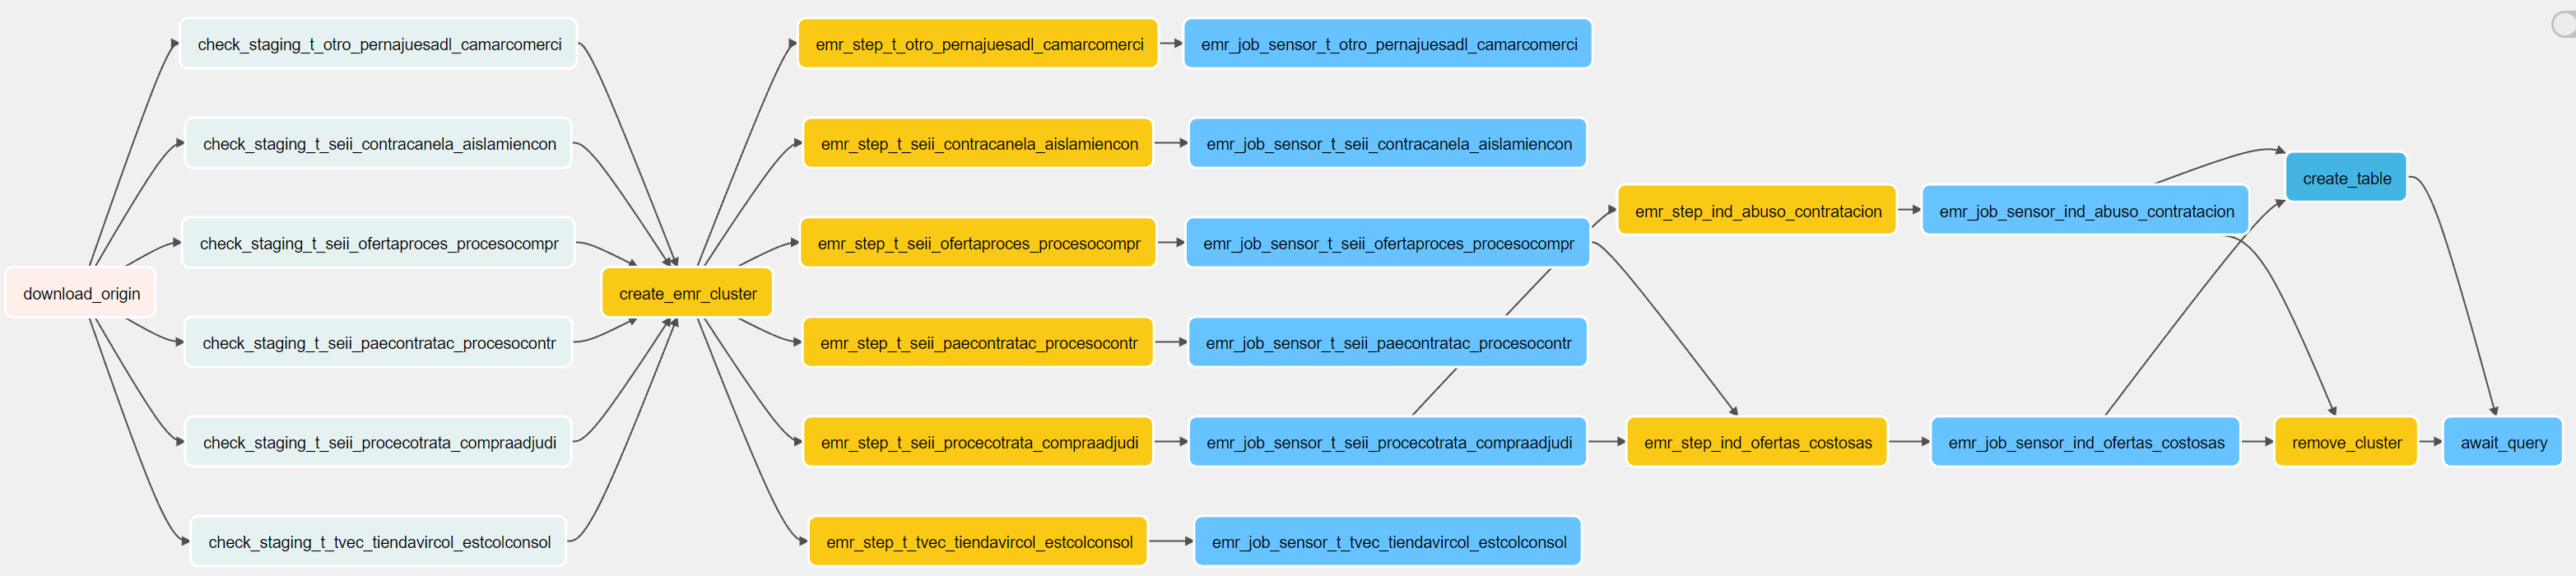 download_origin
check_staging_t_otro_pernajuesadl_camarcomerci
check_staging_t_seii_contracanela_aislamiencon
check_staging_t_seii_ofertaproces_procesocompr
check_staging_t_seii_paecontratac_procesocontr
check_staging_t_seii_procecotrata_compraadjudi
check_staging_t_tvec_tiendavircol_estcolconsol
create_emr_cluster
emr_step_t_otro_pernajuesadl_camarcomerci
emr_step_t_seii_contracanela_aislamiencon
emr_step_t_seii_ofertaproces_procesocompr
emr_step_t_seii_paecontratac_procesocontr
emr_step_t_seii_procecotrata_compraadjudi
emr_step_t_tvec_tiendavircol_estcolconsol
emr_job_sensor_t_otro_pernajuesadl_camarcomerci
emr_job_sensor_t_seii_contracanela_aislamiencon
emr_job_sensor_t_seii_ofertaproces_procesocompr
emr_job_sensor_t_seii_paecontratac_procesocontr
emr_job_sensor_t_seii_procecotrata_compraadjudi
emr_job_sensor_t_tvec_tiendavircol_estcolconsol
emr_step_ind_abuso_contratacion
emr_step_ind_ofertas_costosas
emr_job_sensor_ind_abuso_contratacion
emr_job_sensor_ind_ofertas_costosas
create_table
remove_cluster
await_query